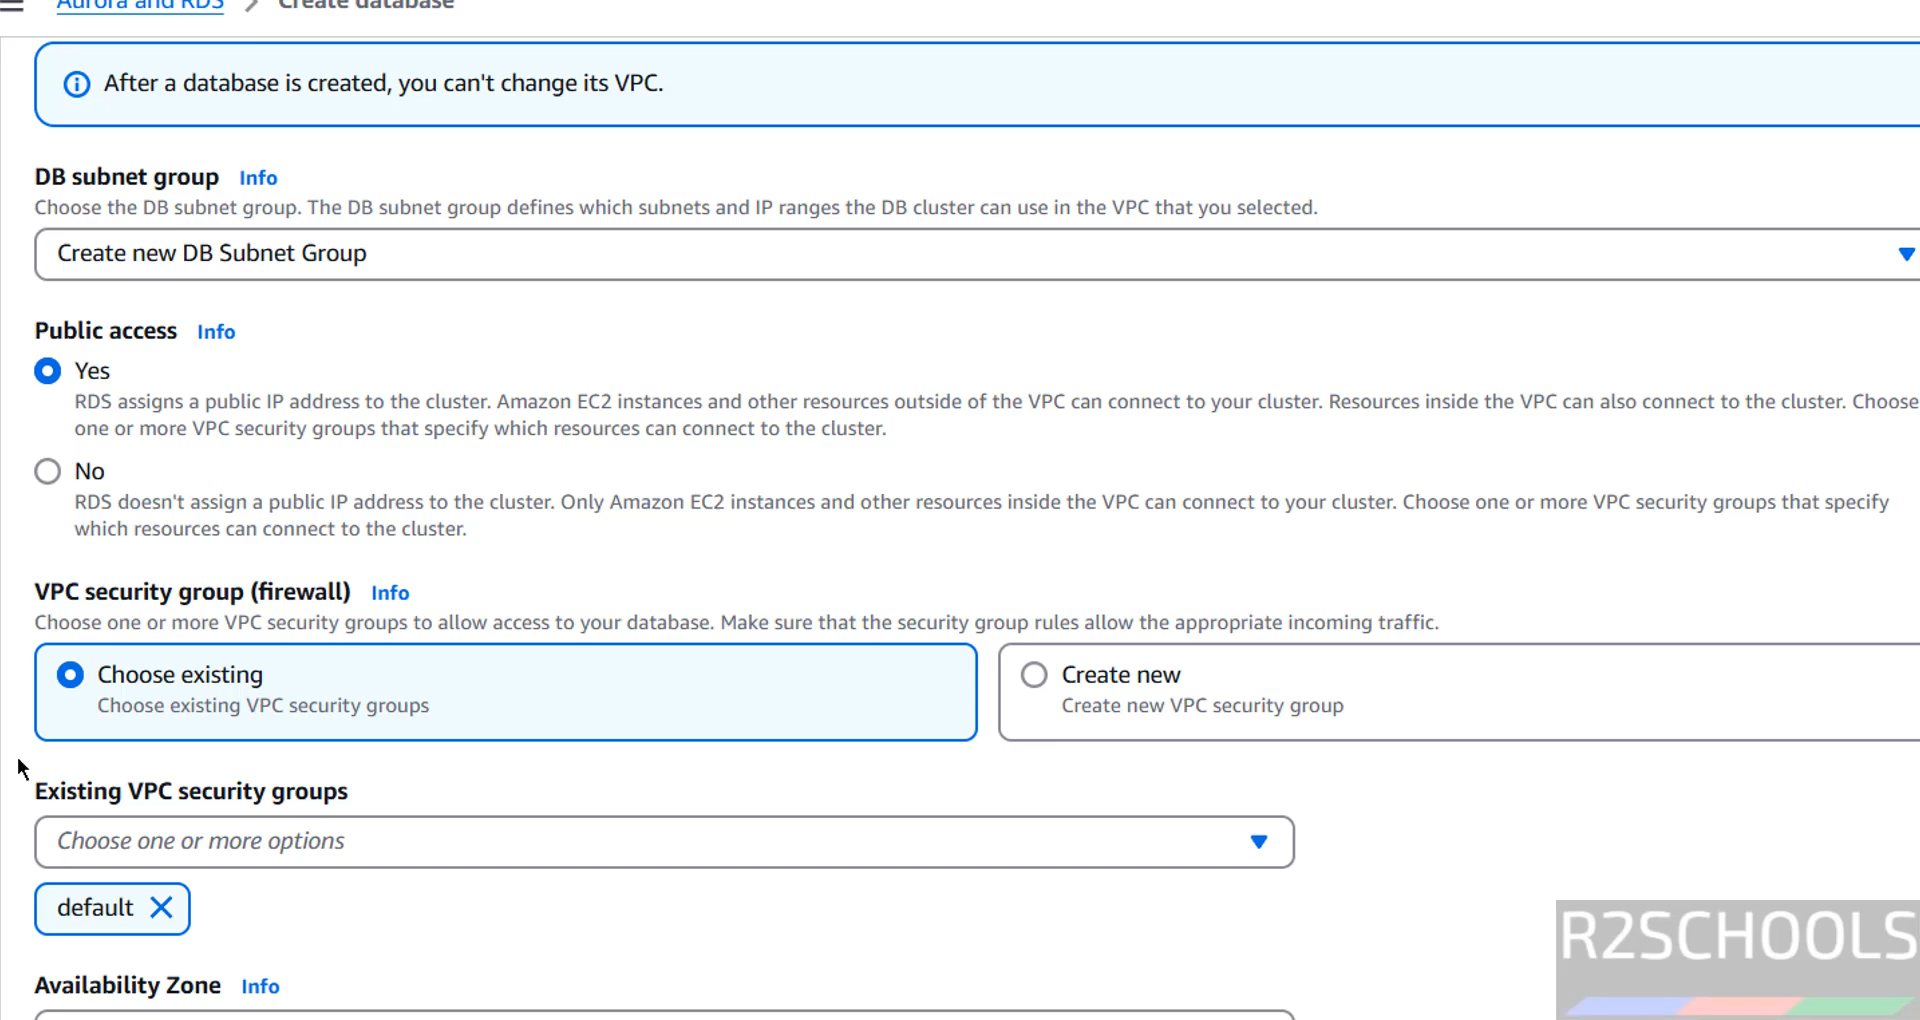 Aurora and RDS > Create database
After a database is created, you can't change its VPC.
DB subnet group Info
Choose the DB subnet group. The DB subnet group defines which subnets and IP ranges the DB cluster can use in the VPC that you selected.
Create new DB Subnet Group
Public access Info
Yes
RDS assigns a public IP address to the cluster. Amazon EC2 instances and other resources outside of the VPC can connect to your cluster. Resources inside the VPC can also connect to the cluster. Choose
one or more VPC security groups that specify which resources can connect to the cluster.
No
RDS doesn't assign a public IP address to the cluster. Only Amazon EC2 instances and other resources inside the VPC can connect to your cluster. Choose one or more VPC security groups that specify
which resources can connect to the cluster.
VPC security group (firewall) Info
Choose one or more VPC security groups to allow access to your database. Make sure that the security group rules allow the appropriate incoming traffic.
Choose existing
Choose existing VPC security groups
Create new
Create new VPC security group
Existing VPC security groups
Choose one or more options
default
Availability Zone Info
R2SCHOOLS